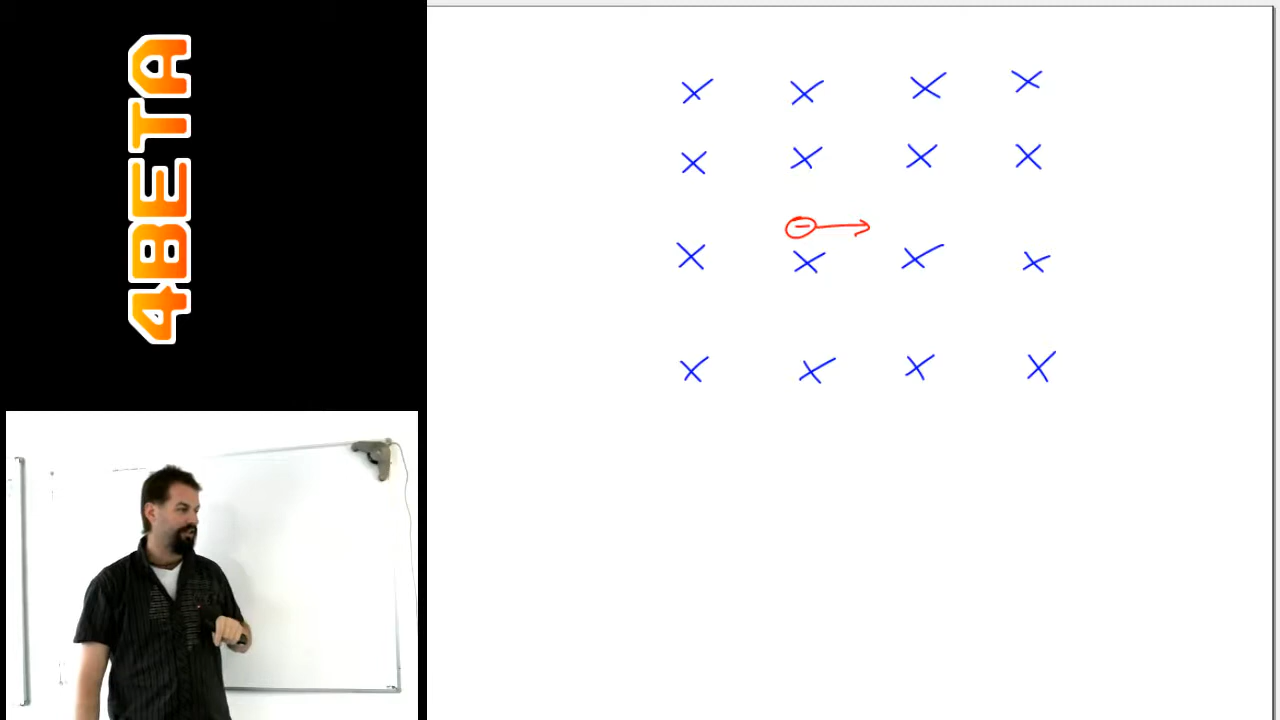 4BETA
× × × ×
× × × ×
−
× × × ×
× × × ×